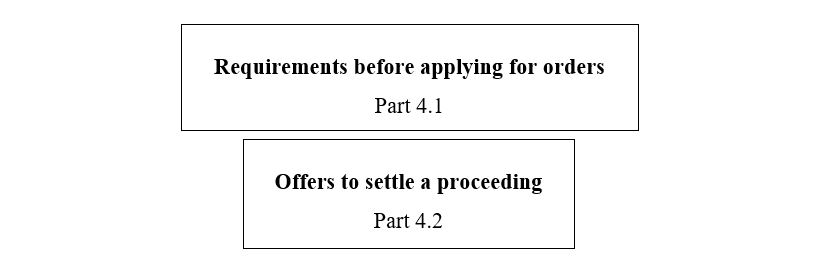 Requirements before applying for orders
Part 4.1
Offers to settle a proceeding
Part 4.2